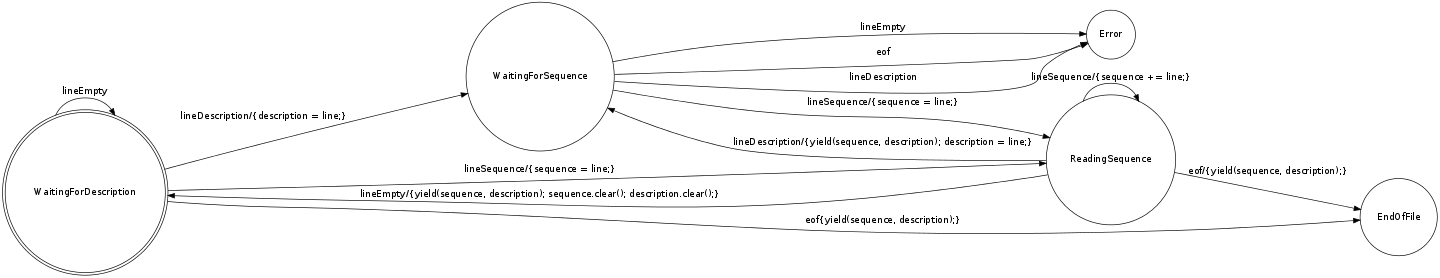 lineEmpty
Error
eof
WaitingForSequence
lineDescription
lineSequence/{sequence += line;}
lineEmpty
lineSequence/{sequence = line;}
lineDescription/{description = line;}
lineDescription/{yield(sequence, description); description = line;}
ReadingSequence
lineSequence/{sequence = line;}
eof/{yield(sequence, description);}
WaitingForDescription
lineEmpty/{yield(sequence, description); sequence.clear(); description.clear();}
eof{yield(sequence, description);}
EndOfFile